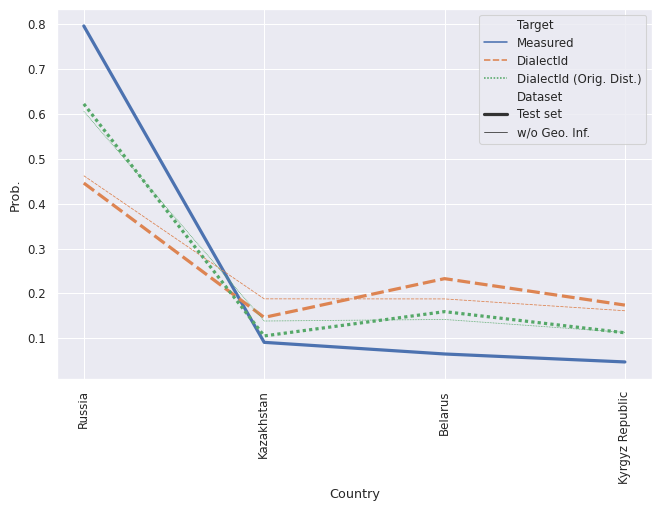 0.8
0.7
0.6
0.5
0.4
0.3
0.2
0.1
Prob.
Target
Measured
DialectId
DialectId (Orig. Dist.)
Dataset
Test set
w/o Geo. Inf.
Russia
Kazakhstan
Belarus
Kyrgyz Republic
Country